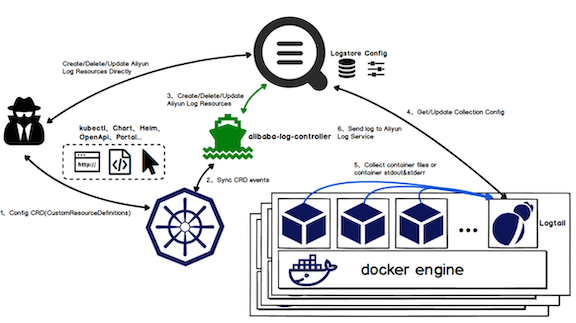 Logstore Config
Create/Delete/Update Aliyun
Log Resources Directly
3、Create/Delete/Update
Aliyun Log Resources
4、Get/Update Collection Config
kubectl、Chart、Helm、
OpenApi、Portal...
http://
alibaba-log-controller
6、Send log to Aliyun
Log Service
5、Collect container files or
container stdout&stderr
2、Sync CRD events
1、Config CRD(CustomResourceDefinitions)
Logtail
docker engine